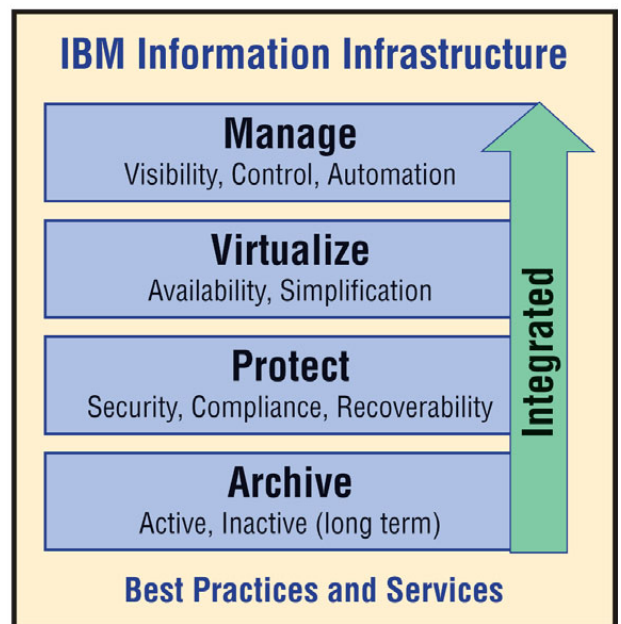 IBM Information Infrastructure
Manage
Visibility, Control, Automation
Virtualize
Availability, Simplification
Protect
Security, Compliance, Recoverability
Archive
Active, Inactive (long term)
Integrated
Best Practices and Services